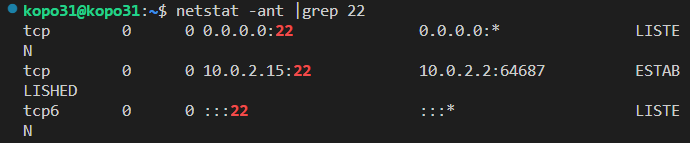 kopo31@kopo31:~$ netstat -ant |grep 22
tcp        0      0 0.0.0.0:22              0.0.0.0:*               LISTE
N
tcp        0      0 10.0.2.15:22            10.0.2.2:64687          ESTAB
LISHED
tcp6       0      0 :::22                   :::*                    LISTE
N